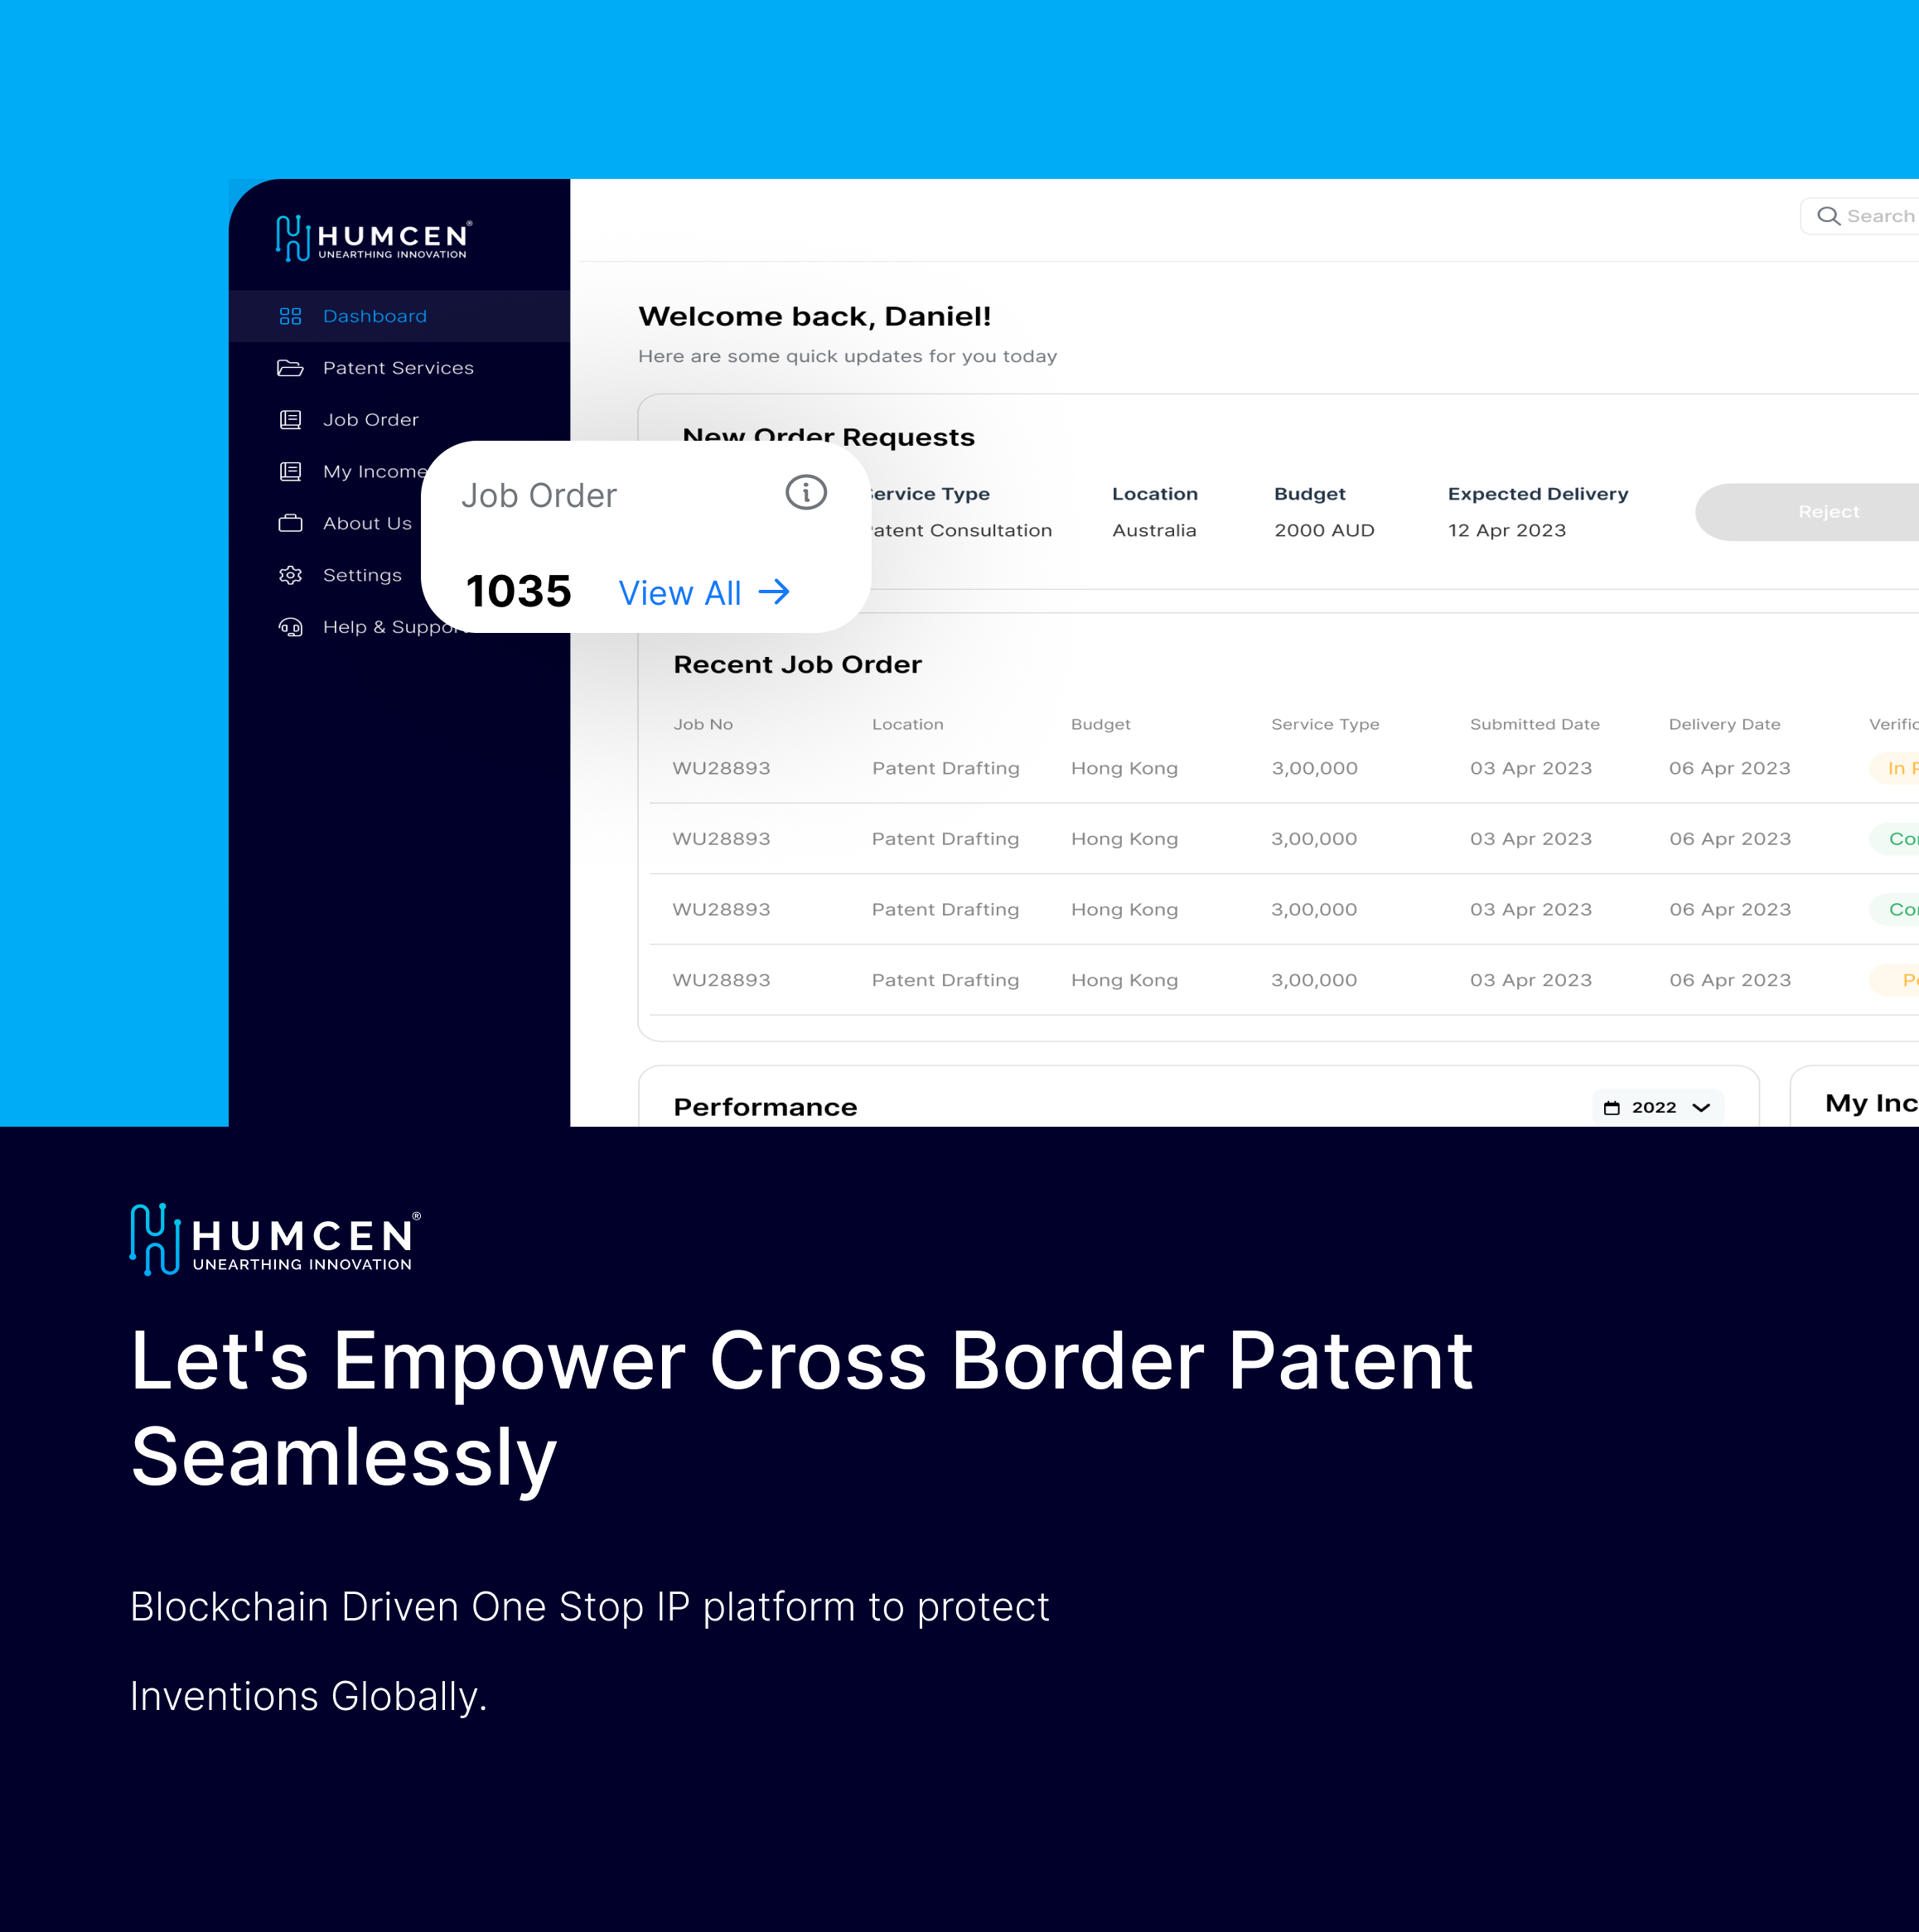 HUMCEN®
UNEARTHING INNOVATION
Search
Dashboard
Patent Services
Job Order
My Income
About Us
Settings
Help & Support
Welcome back, Daniel!
Here are some quick updates for you today
New Order Requests
Service Type Location Budget Expected Delivery
Patent Consultation Australia 2000 AUD 12 Apr 2023
Reject
Job Order
1035 View All
Recent Job Order
Job No Location Budget Service Type Submitted Date Delivery Date
WU28893 Patent Drafting Hong Kong 3,00,000 03 Apr 2023 06 Apr 2023 In
WU28893 Patent Drafting Hong Kong 3,00,000 03 Apr 2023 06 Apr 2023
WU28893 Patent Drafting Hong Kong 3,00,000 03 Apr 2023 06 Apr 2023
WU28893 Patent Drafting Hong Kong 3,00,000 03 Apr 2023 06 Apr 2023
Performance 2022
My Inc
HUMCEN®
UNEARTHING INNOVATION
Let's Empower Cross Border Patent
Seamlessly
Blockchain Driven One Stop IP platform to protect
Inventions Globally.